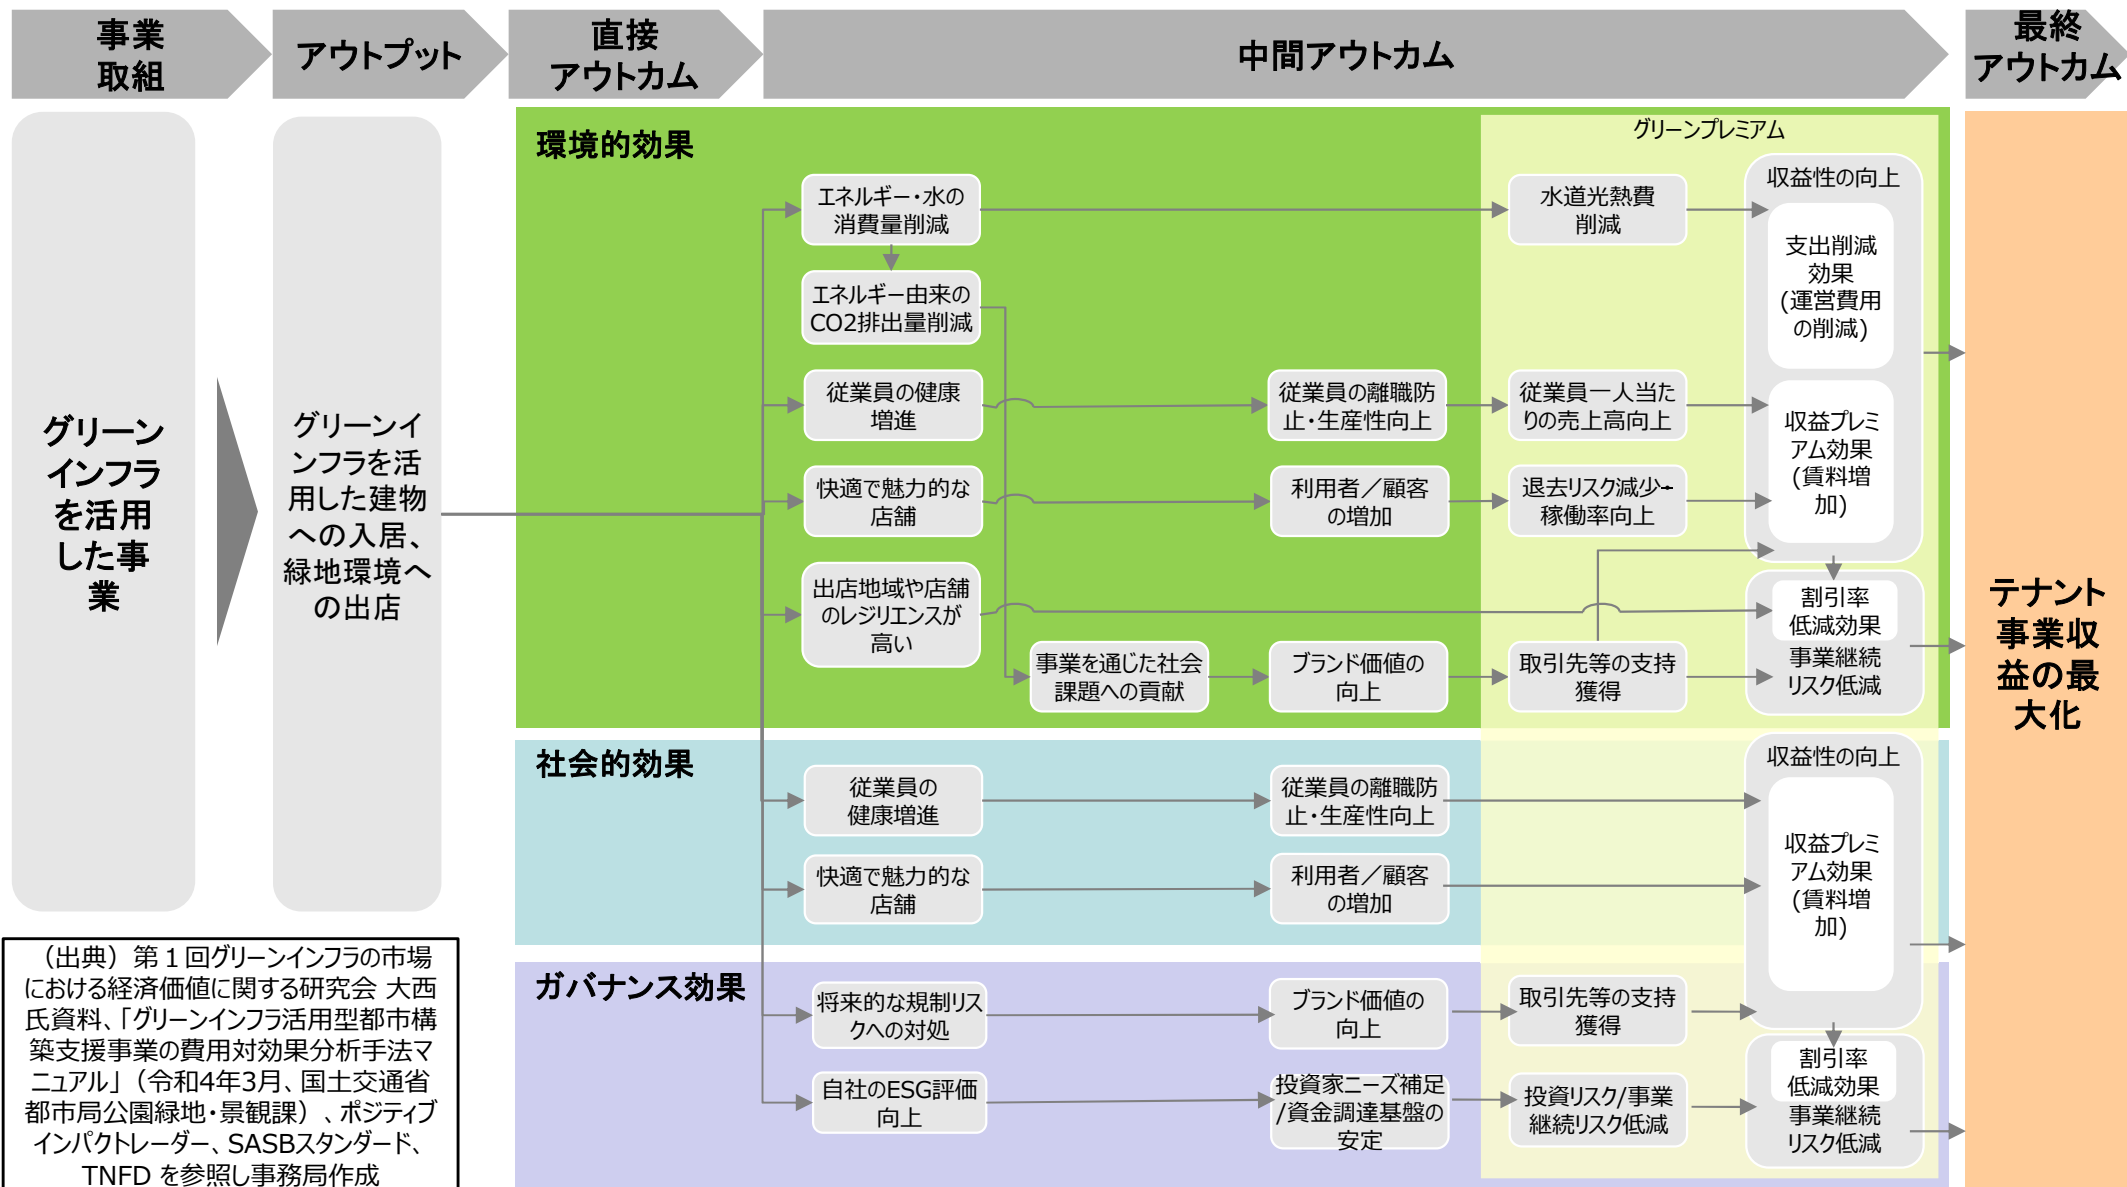 事業
取組
アウトプット
直接
アウトカム
中間アウトカム
最終
アウトカム
グリーン
インフラ
を活用
した事
業
グリーンイ
ンフラを活
用した建物
への入居、
緑地環境へ
の出店
環境的効果
グリーンプレミアム
エネルギー・水の
消費量削減
水道光熱費
削減
収益性の向上
支出削減
効果
(運営費用
の削減)
エネルギー由来の
CO2排出量削減
従業員の健康
増進
従業員の離職防
止・生産性向上
従業員一人当た
りの売上高向上
収益プレミ
アム効果
(賃料増
加)
快適で魅力的な
店舗
利用者／顧客
の増加
退去リスク減少・
稼働率向上
出店地域や店舗
のレジリエンスが
高い
割引率
低減効果
事業継続
リスク低減
事業を通じた社会
課題への貢献
ブランド価値の
向上
取引先等の支持
獲得
テナント
事業収
益の最
大化
社会的効果
従業員の
健康増進
従業員の離職防
止・生産性向上
収益性の向上
収益プレミ
アム効果
(賃料増
加)
快適で魅力的な
店舗
利用者／顧客
の増加
ガバナンス効果
将来的な規制リス
クへの対処
ブランド価値の
向上
取引先等の支持
獲得
自社のESG評価
向上
投資家ニーズ補足
/資金調達基盤の
安定
投資リスク/事業
継続リスク低減
割引率
低減効果
事業継続
リスク低減
（出典）第１回グリーンインフラの市場
における経済価値に関する研究会 大西
氏資料、「グリーンインフラ活用型都市構
築支援事業の費用対効果分析手法マ
ニュアル」（令和4年3月、国土交通省
都市局公園緑地・景観課）、ポジティブ
インパクトレーダー、SASBスタンダード、
TNFD を参照し事務局作成